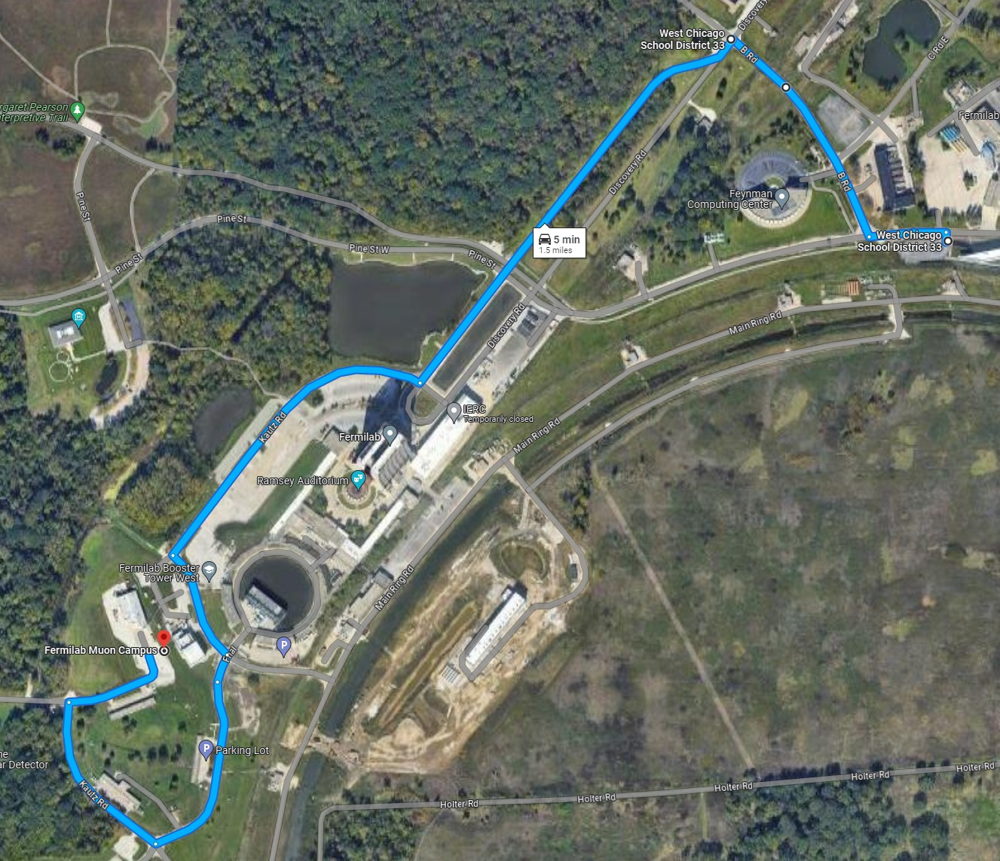 Discovery
West Chicago
School District 33
B Rd
C Rd E
rgaret Pearson
nterpretive Trail
Fermilab
Discovery Rd
B Rd
Feynman
Computing Center
Pine St
Pine St
5 min
1.5 miles
West Chicago
School District 33
Pine St W
Pine St
Pine St
Discovery Rd
Main Ring Rd
IERC
Temporarily closed
Kautz Rd
Fermilab
Main Ring Rd
Ramsey Auditorium
Fermilab Booster
Tower West
Main Ring Rd
P
Fermilab Muon Campus
P
Parking Lot
ar Detector
Kautz Rd
Holter Rd
Holter Rd
Holter Rd
Holter Rd
Holter Rd